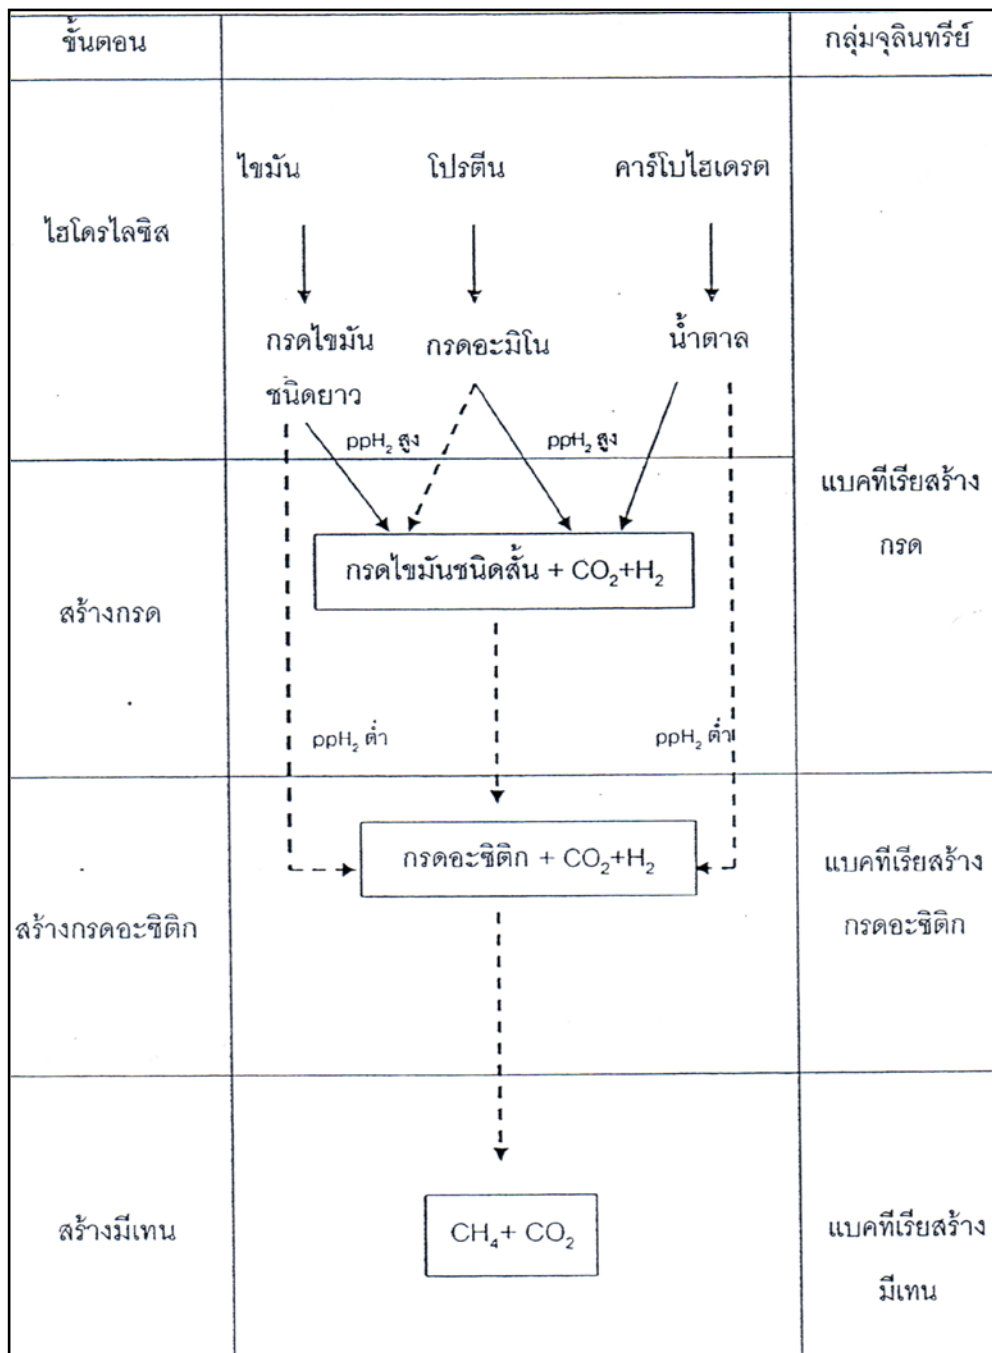 ขั้นตอน
กลุ่มจุลินทรีย์
ไขมัน
โปรตีน
คาร์โบไฮเดรต
ไฮโดรไลซิส
กรดไขมัน
ชนิดยาว
กรดอะมิโน
น้ำตาล
ppH₂ สูง
ppH₂ สูง
แบคทีเรียสร้าง
กรด
กรดไขมันชนิดสั้น + CO₂+H₂
สร้างกรด
ppH₂ ต่ำ
ppH₂ ต่ำ
กรดอะซิติก + CO₂+H₂
แบคทีเรียสร้าง
กรดอะซิติก
สร้างกรดอะซิติก
สร้างมีเทน
CH₄+ CO₂
แบคทีเรียสร้าง
มีเทน